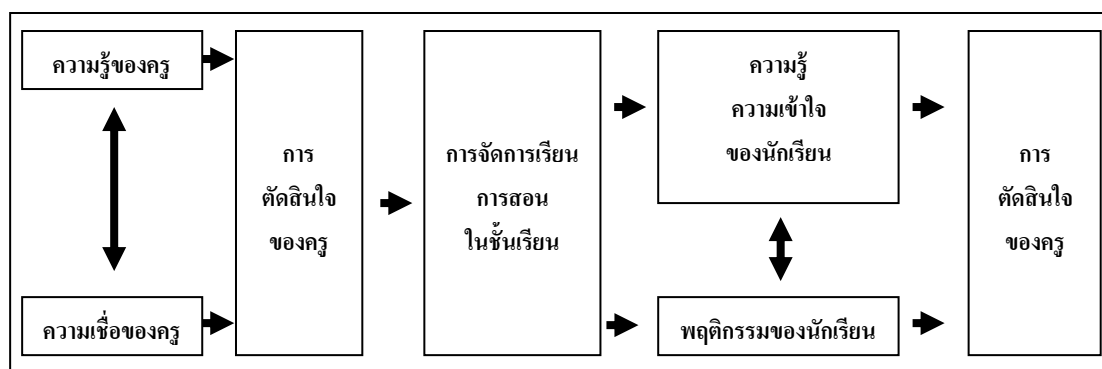 ความรู้ของครู
ความเชื่อของครู
การ
ตัดสินใจ
ของครู
การจัดการเรียน
การสอน
ในชั้นเรียน
ความรู้
ความเข้าใจ
ของนักเรียน
พฤติกรรมของนักเรียน
การ
ตัดสินใจ
ของครู